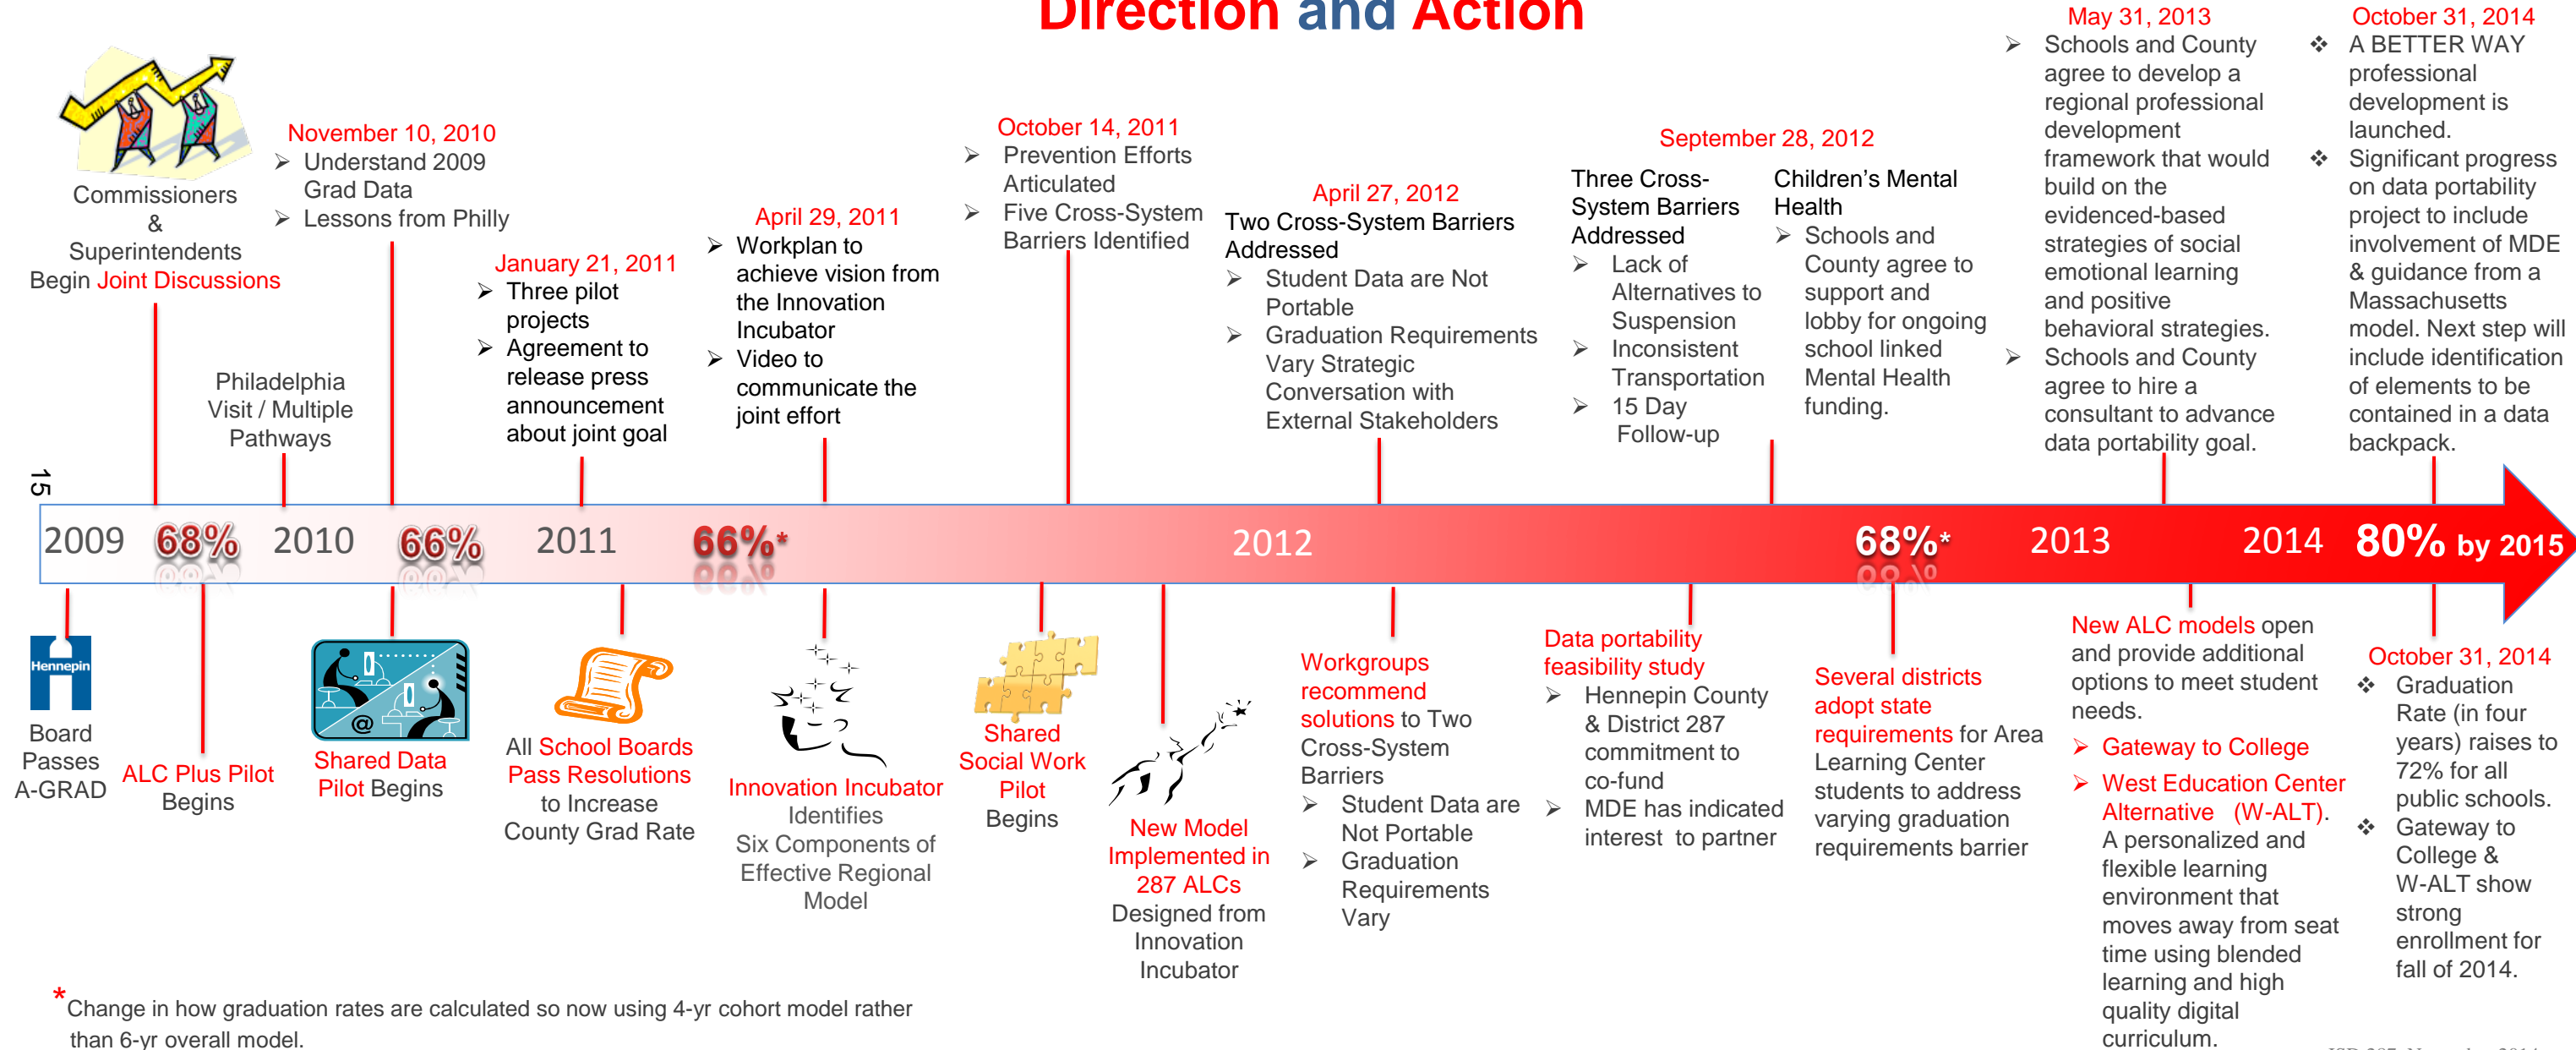 Direction and Action
Commissioners
&
Superintendents
Begin Joint Discussions
Philadelphia
Visit / Multiple
Pathways
November 10, 2010
➢ Understand 2009
Grad Data
➢ Lessons from Philly
January 21, 2011
➢ Three pilot
projects
➢ Agreement to
release press
announcement
about joint goal
April 29, 2011
➢ Workplan to
achieve vision from
the Innovation
Incubator
➢ Video to
communicate the
joint effort
October 14, 2011
➢ Prevention Efforts
Articulated
➢ Five Cross-System
Barriers Identified
April 27, 2012
Two Cross-System Barriers
Addressed
➢ Student Data are Not
Portable
➢ Graduation Requirements
Vary Strategic
Conversation with
External Stakeholders
September 28, 2012
Three Cross-
System Barriers
Addressed
➢ Lack of
Alternatives to
Suspension
➢ Inconsistent
Transportation
➢ 15 Day
Follow-up
Children's Mental
Health
➢ Schools and
County agree to
support and
lobby for ongoing
school linked
Mental Health
funding.
May 31, 2013
➢ Schools and County
agree to develop a
regional professional
development
framework that would
build on the
evidenced-based
strategies of social
emotional learning
and positive
behavioral strategies.
➢ Schools and County
agree to hire a
consultant to advance
data portability goal.
October 31, 2014
❖ A BETTER WAY
professional
development is
launched.
❖ Significant progress
on data portability
project to include
involvement of MDE
& guidance from a
Massachusetts
model. Next step will
include identification
of elements to be
contained in a data
backpack.
15
2009 68% 2010 66% 2011 66%* 2012 68%* 2013 2014 80% by 2015
Hennepin
Board
Passes
A-GRAD
ALC Plus Pilot
Begins
@
Shared Data
Pilot Begins
All School Boards
Pass Resolutions
to Increase
County Grad Rate
Innovation Incubator
Identifies
Six Components of
Effective Regional
Model
Shared
Social Work
Pilot
Begins
New Model
Implemented in
287 ALCs
Designed from
Innovation
Incubator
Workgroups
recommend
solutions to Two
Cross-System
Barriers
➢ Student Data are
Not Portable
➢ Graduation
Requirements
Vary
Data portability
feasibility study
➢ Hennepin County
& District 287
commitment to
co-fund
➢ MDE has indicated
interest to partner
Several districts
adopt state
requirements for Area
Learning Center
students to address
varying graduation
requirements barrier
New ALC models open
and provide additional
options to meet student
needs.
➢ Gateway to College
➢ West Education Center
Alternative (W-ALT).
A personalized and
flexible learning
environment that
moves away from seat
time using blended
learning and high
quality digital
curriculum.
October 31, 2014
❖ Graduation
Rate (in four
years) raises to
72% for all
public schools.
❖ Gateway to
College &
W-ALT show
strong
enrollment for
fall of 2014.
*Change in how graduation rates are calculated so now using 4-yr cohort model rather
than 6-yr overall model.